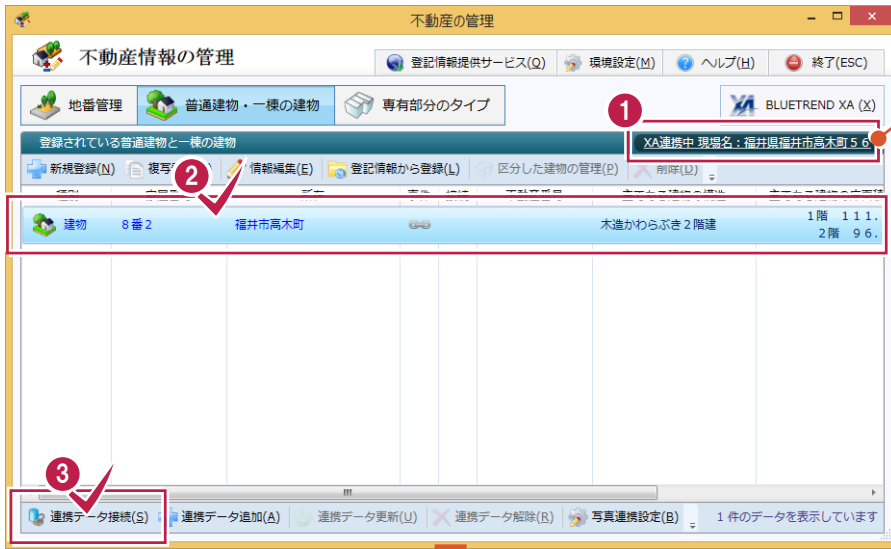 不動産の管理
不動産情報の管理
登記情報提供サービス(Q) 環境設定(M) ヘルプ(H) 終了(ESC)
地番管理 普通建物・一棟の建物 専有部分のタイプ BLUETREND XA (X)
1
登録されている普通建物と一棟の建物 XA連携中 現場名:福井県福井市高木町56
新規登録(N) 複写 情報編集(E) 登記情報から登録(L) 区分した建物の管理(P) 削除(D)
2
建物 8番2 福井市高木町 木造かわらぶき2階建 1階 111.
2階 96.
3
連携データ接続(S) 連携データ追加(A) 連携データ更新(U) 連携データ解除(R) 写真連携設定(B) 1 件のデータを表示しています